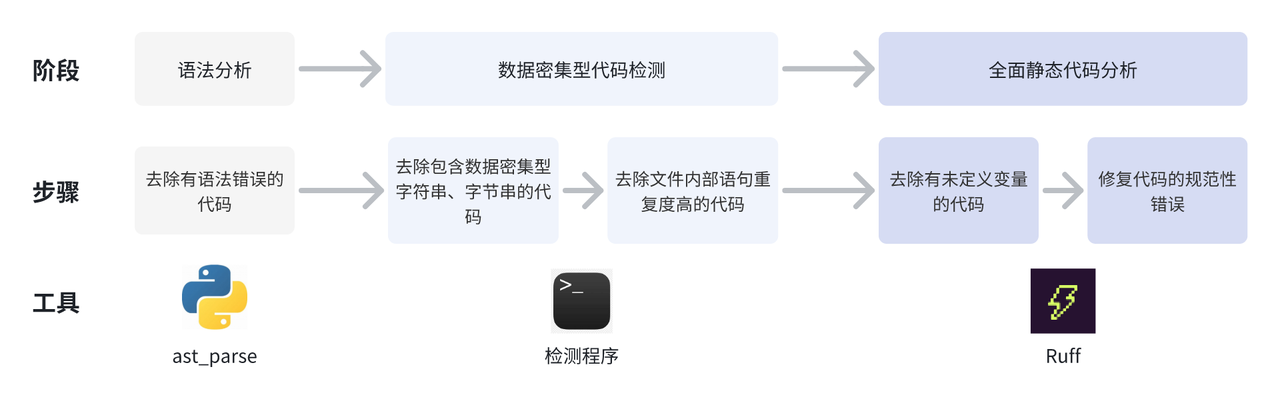 阶段
语法分析
数据密集型代码检测
全面静态代码分析
步骤
去除有语法错误的
代码
去除包含数据密集型
字符串、字节串的代
码
去除文件内部语句重
复度高的代码
去除有未定义变量
的代码
修复代码的规范性
错误
工具
>_
ast_parse
检测程序
Ruff